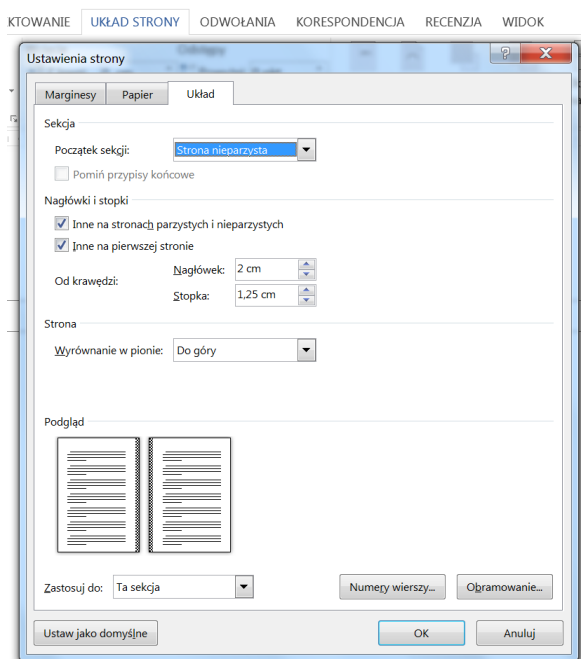 KTOWANIE UKŁAD STRONY ODWOŁANIA KORESPONDENCJA RECENZJA WIDOK
Ustawienia strony
Marginesy Papier Układ
Sekcja
Początek sekcji: Strona nieparzysta
Pomiń przypisy końcowe
Nagłówki i stopki
Inne na stronach parzystych i nieparzystych
Inne na pierwszej stronie
Od krawędzi: Nagłówek: 2 cm
Stopka: 1,25 cm
Strona
Wyrównanie w pionie: Do góry
Podgląd
Zastosuj do: Ta sekcja Numery wierszy... Obramowanie...
Ustaw jako domyślne OK Anuluj